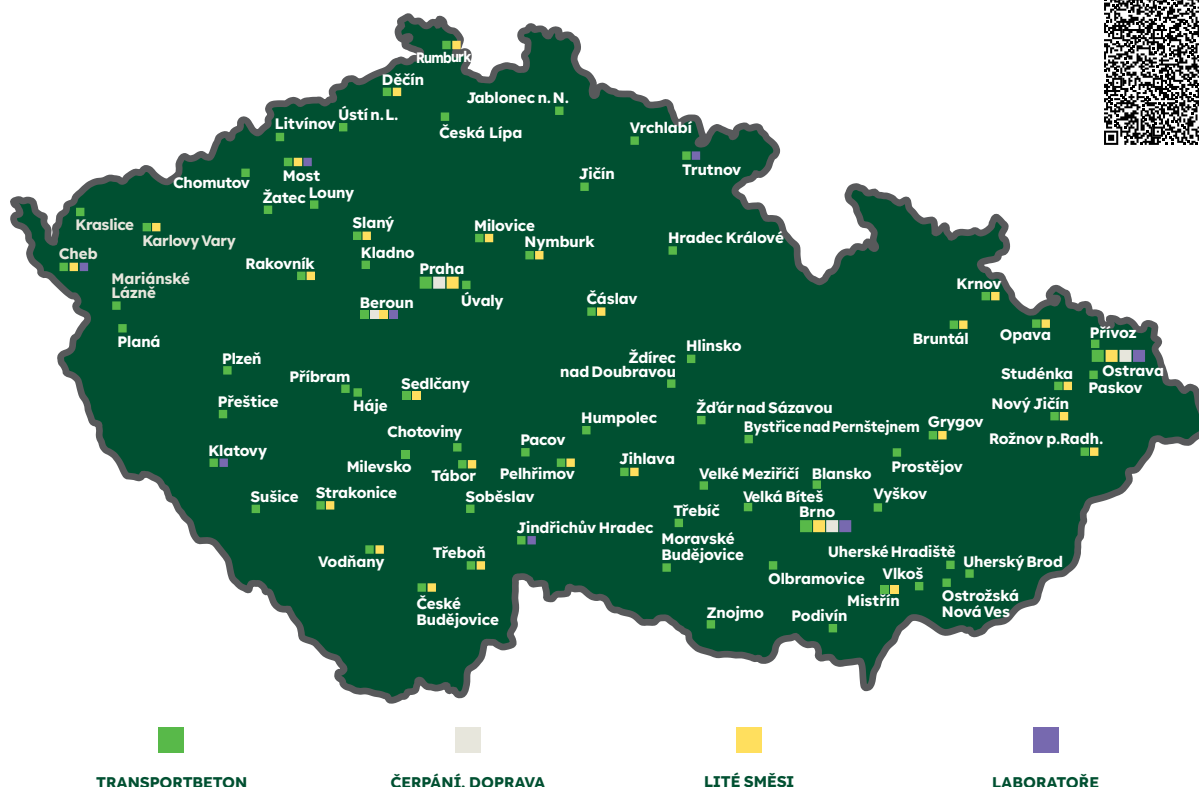 Rumburk
Děčín
Jablonec n. N.
Ústí n. L.
Litvínov
Česká Lípa
Vrchlabí
Most
Chomutov
Trutnov
Jičín
Žatec
Louny
Kraslice
Karlovy Vary
Slaný
Milovice
Nymburk
Hradec Králové
Cheb
Kladno
Rakovník
Praha
Mariánské
Lázně
Úvaly
Beroun
Čáslav
Krnov
Planá
Bruntál
Opava
Přívoz
Hlinsko
Plzeň
Ždírec
nad Doubravou
Ostrava
Studénka
Paskov
Příbram
Sedlčany
Přeštice
Háje
Nový Jičín
Žďár nad Sázavou
Humpolec
Bystřice nad Pernštejnem
Grygov
Chotoviny
Rožnov p.Radh.
Pacov
Klatovy
Milevsko
Jihlava
Prostějov
Tábor
Pelhřimov
Velké Meziříčí
Blansko
Sušice
Strakonice
Soběslav
Velká Bíteš
Vyškov
Třebíč
Brno
Jindřichův Hradec
Moravské
Budějovice
Třeboň
Uherské Hradiště
Vodňany
Uherský Brod
Olbramovice
Vlkoš
Mistřín
Ostrožská
Nová Ves
České
Budějovice
Znojmo
Podivín
TRANSPORTBETON
ČERPÁNÍ, DOPRAVA
LITÉ SMĚSI
LABORATOŘE